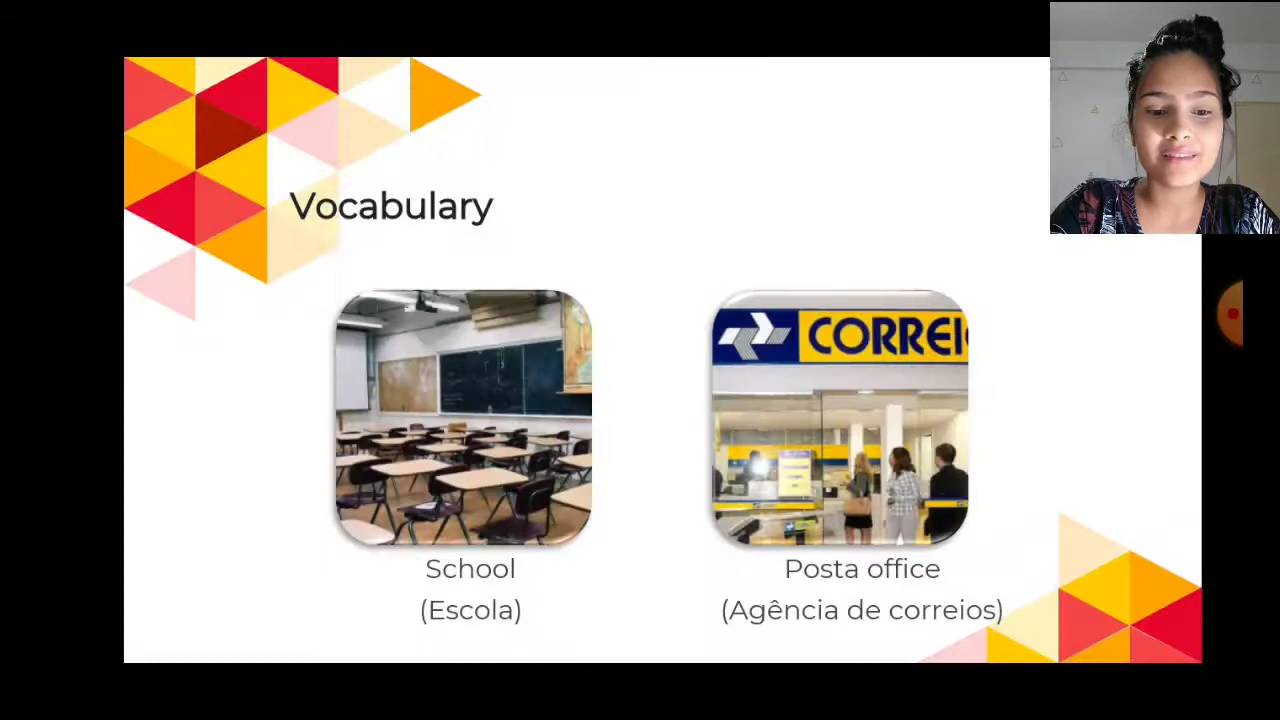 Vocabulary
CORREI
School
(Escola)
Posta office
(Agência de correios)